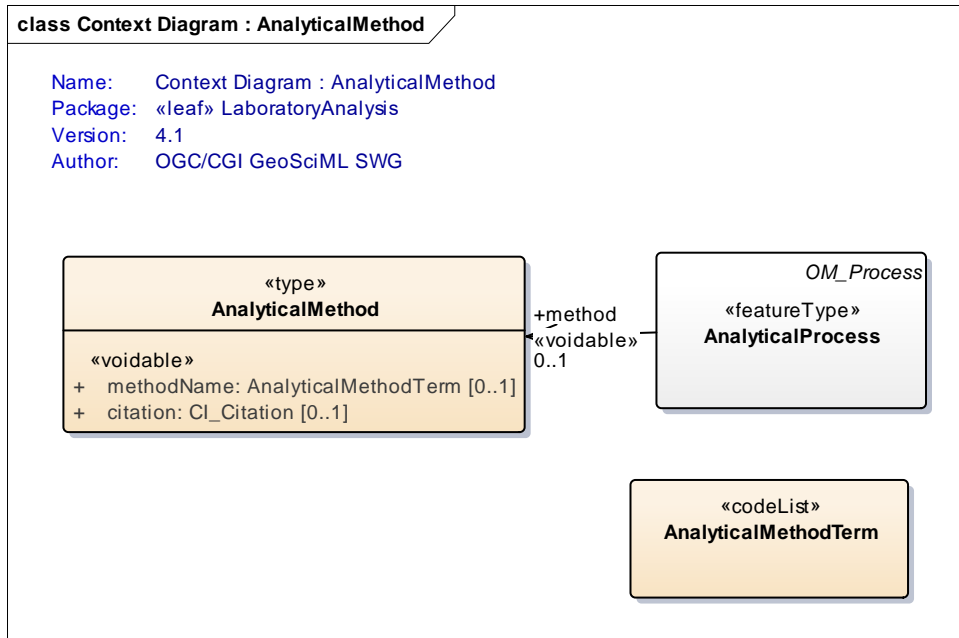 class Context Diagram : AnalyticalMethod
Name: Context Diagram : AnalyticalMethod
Package: «leaf» LaboratoryAnalysis
Version: 4.1
Author: OGC/CGI GeoSciML SWG
«type»
AnalyticalMethod
«voidable»
+ methodName: AnalyticalMethodTerm [0..1]
+ citation: CI_Citation [0..1]
+method
«voidable»
0..1
OM_Process
«featureType»
AnalyticalProcess
«codeList»
AnalyticalMethodTerm